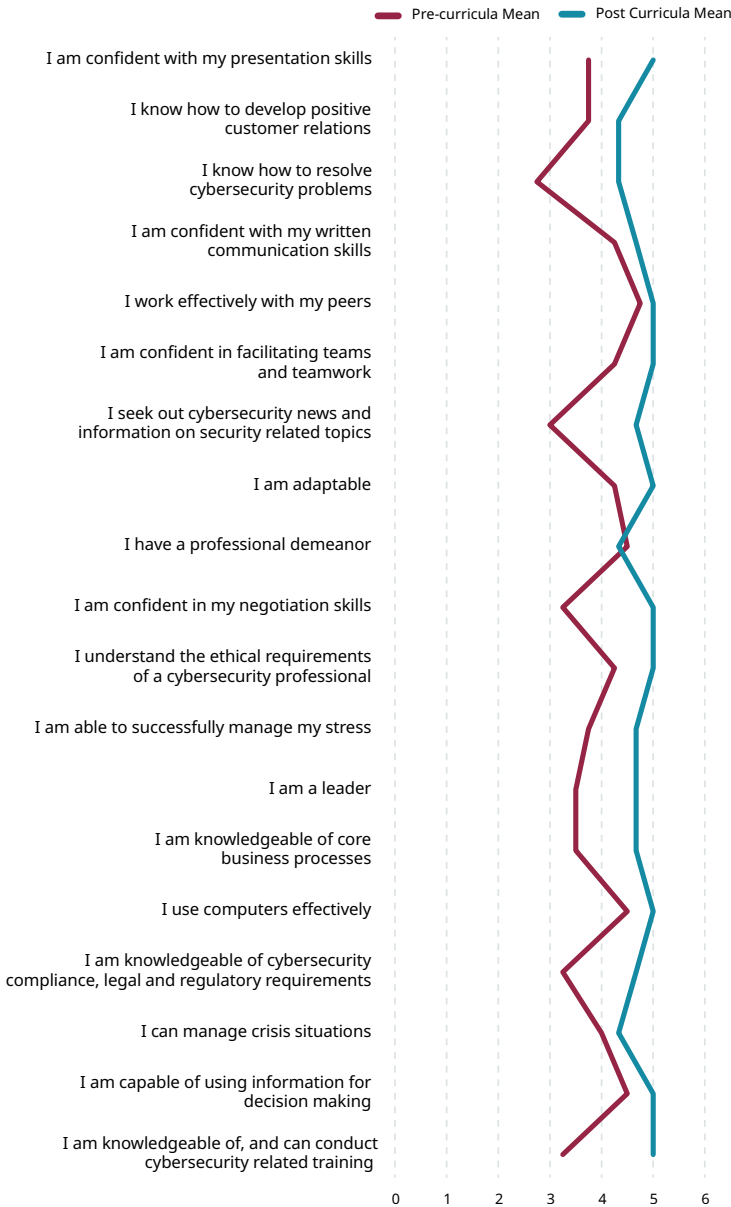 Pre-curricula Mean
Post Curricula Mean
I am confident with my presentation skills
I know how to develop positive
customer relations
I know how to resolve
cybersecurity problems
I am confident with my written
communication skills
I work effectively with my peers
I am confident in facilitating teams
and teamwork
I seek out cybersecurity news and
information on security related topics
I am adaptable
I have a professional demeanor
I am confident in my negotiation skills
I understand the ethical requirements
of a cybersecurity professional
I am able to successfully manage my stress
I am a leader
I am knowledgeable of core
business processes
I use computers effectively
I am knowledgeable of cybersecurity
compliance, legal and regulatory requirements
I can manage crisis situations
I am capable of using information for
decision making
I am knowledgeable of, and can conduct
cybersecurity related training
0 1 2 3 4 5 6